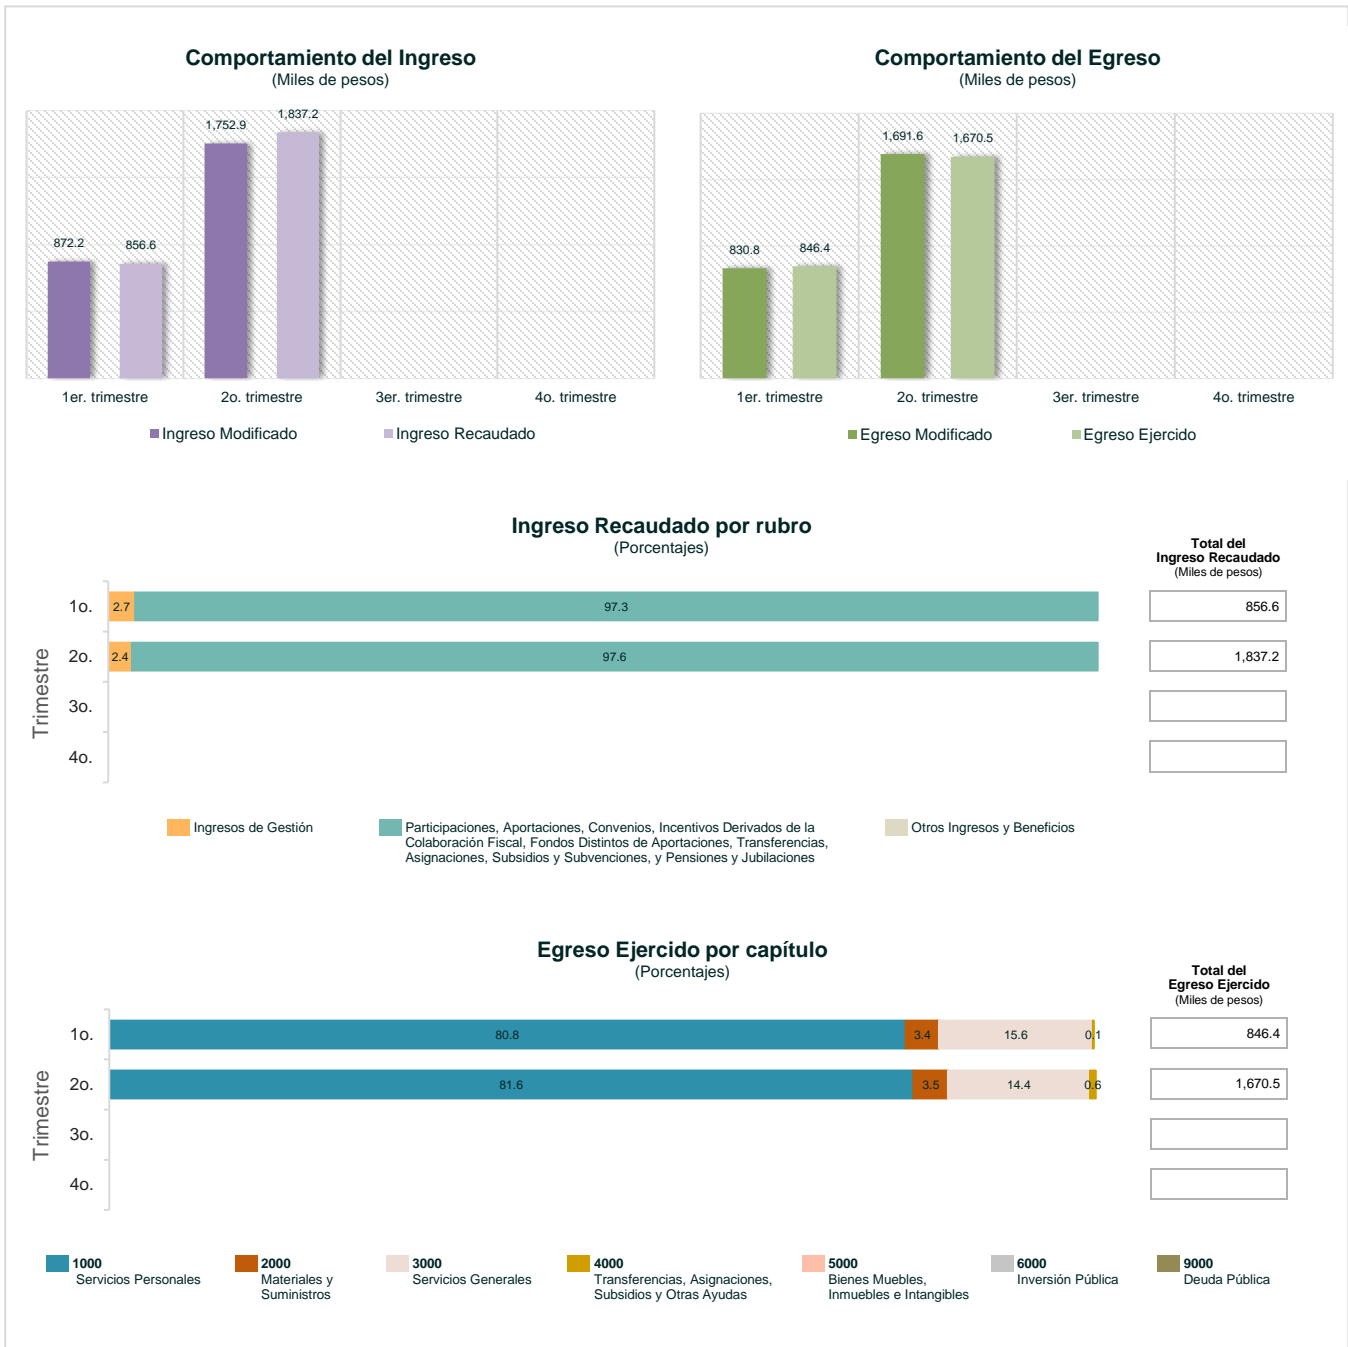 Comportamiento del Ingreso
(Miles de pesos)
1,752.9
1,837.2
872.2
856.6
1er. trimestre
2o. trimestre
3er. trimestre
4o. trimestre
Ingreso Modificado
Ingreso Recaudado
Comportamiento del Egreso
(Miles de pesos)
1,691.6
1,670.5
830.8
846.4
1er. trimestre
2o. trimestre
3er. trimestre
4o. trimestre
Egreso Modificado
Egreso Ejercido
Ingreso Recaudado por rubro
(Porcentajes)
Total del
Ingreso Recaudado
(Miles de pesos)
Trimestre
1o.
2.7
97.3
856.6
2o.
2.4
97.6
1,837.2
3o.
4o.
Ingresos de Gestión
Participaciones, Aportaciones, Convenios, Incentivos Derivados de la
Colaboración Fiscal, Fondos Distintos de Aportaciones, Transferencias,
Asignaciones, Subsidios y Subvenciones, y Pensiones y Jubilaciones
Otros Ingresos y Beneficios
Egreso Ejercido por capítulo
(Porcentajes)
Total del
Egreso Ejercido
(Miles de pesos)
Trimestre
1o.
80.8
3.4
15.6
0.1
846.4
2o.
81.6
3.5
14.4
0.6
1,670.5
3o.
4o.
1000
Servicios Personales
2000
Materiales y
Suministros
3000
Servicios Generales
4000
Transferencias, Asignaciones,
Subsidios y Otras Ayudas
5000
Bienes Muebles,
Inmuebles e Intangibles
6000
Inversión Pública
9000
Deuda Pública